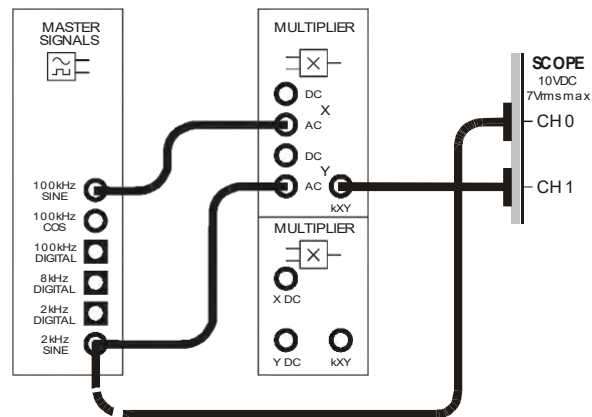 MASTER
SIGNALS
100kHz
SINE
100kHz
COS
100kHz
DIGITAL
8kHz
DIGITAL
2kHz
DIGITAL
2kHz
SINE
MULTIPLIER
X
DC
X
AC
DC
Y
AC
kXY
MULTIPLIER
X
X DC
Y DC
kXY
SCOPE
10VDC
7Vrms max
CH 0
CH 1